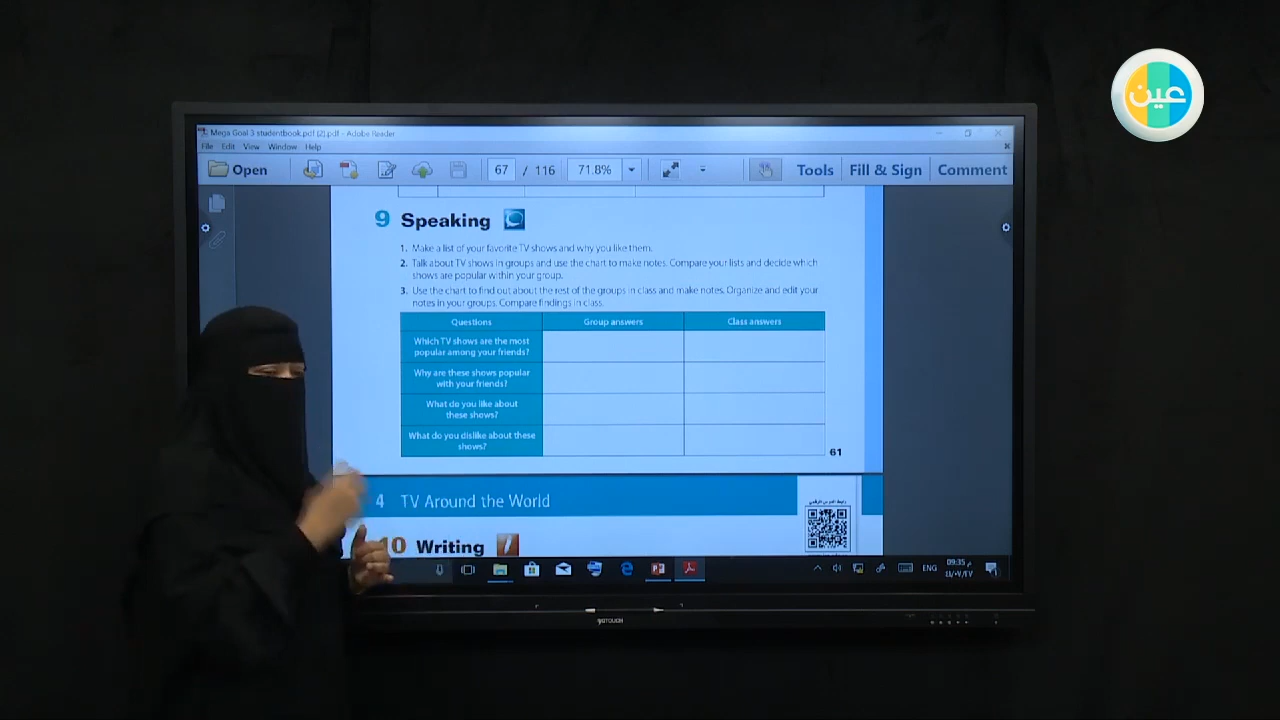 عين
Mega Goal 3 studentbook.pdf (2).pdf - Adobe Reader
File Edit View Window Help
Open 67 / 116 71.8% Tools Fill & Sign Comment
9 Speaking
1. Make a list of your favorite TV shows and why you like them.
2. Talk about TV shows in groups and use the chart to make notes. Compare your lists and decide which
shows are popular within your group.
3. Use the chart to find out about the rest of the groups in class and make notes. Organize and edit your
notes in your groups. Compare findings in class.
Questions Group answers Class answers
Which TV shows are the most
popular among your friends?
Why are these shows popular
with your friends?
What do you like about
these shows?
What do you dislike about these
shows?
61
4 TV Around the World
10 Writing
ENG
09:35